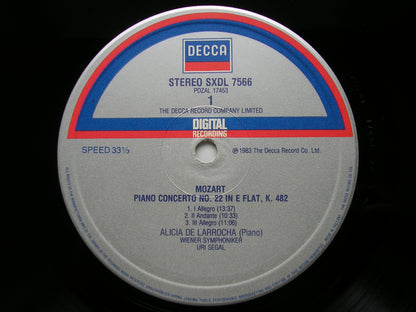 DECCA
STEREO SXDL 7566
PDZAL 17453
1
THE DECCA RECORD COMPANY LIMITED
DIGITAL
RECORDING
SPEED 33⅓
℗ 1983 The Decca Record Co. Ltd.
MOZART
PIANO CONCERTO NO. 22 IN E FLAT, K. 482
1. I Allegro (13:37)
2. II Andante (10:33)
3. III Allegro (11:06)
ALICIA DE LARROCHA (Piano)
WIENER SYMPHONIKER
URI SEGAL